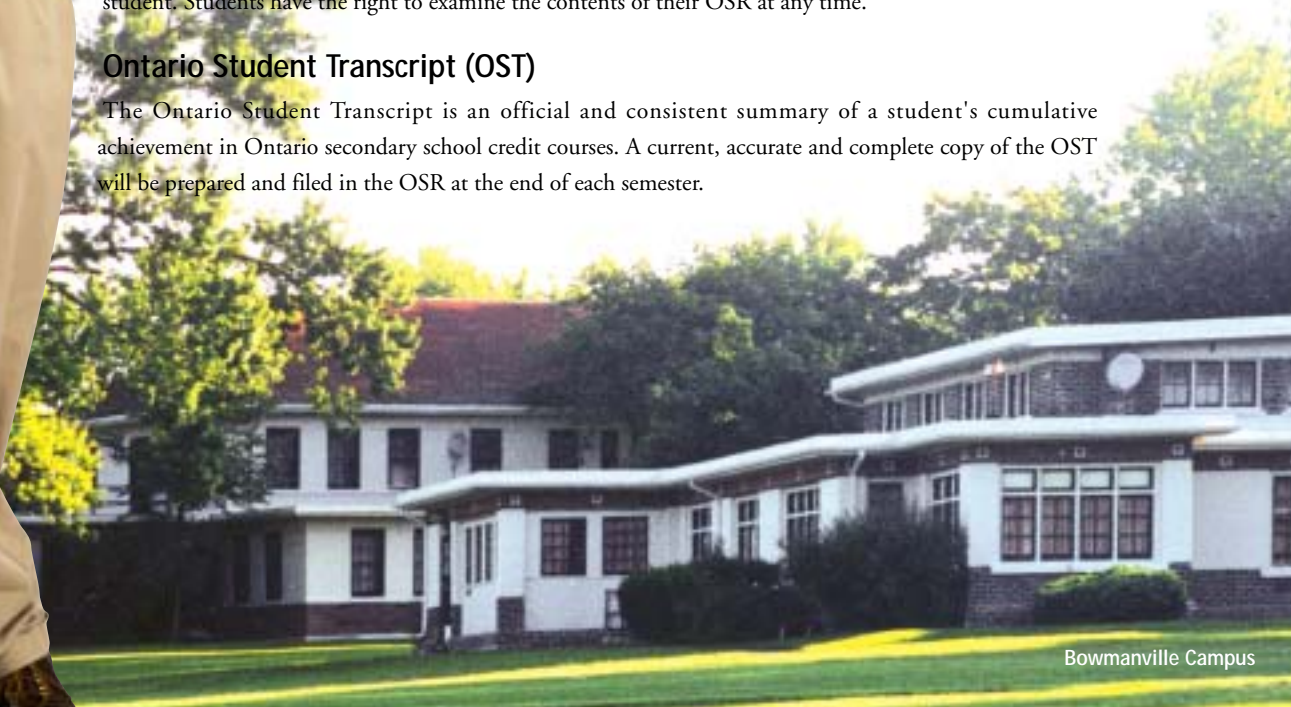 student. Students have the right to examine the contents of their OSR at any time.
Ontario Student Transcript (OST)
The Ontario Student Transcript is an official and consistent summary of a student's cumulative
achievement in Ontario secondary school credit courses. A current, accurate and complete copy of the OST
will be prepared and filed in the OSR at the end of each semester.
Bowmanville Campus